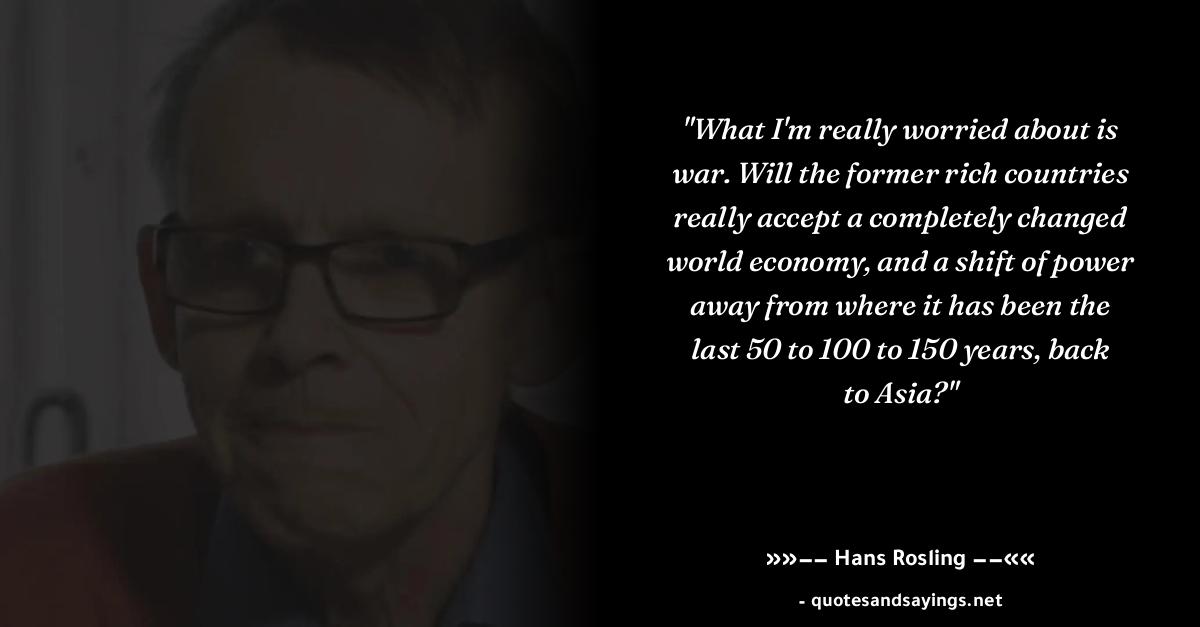 "What I'm really worried about is
war. Will the former rich countries
really accept a completely changed
world economy, and a shift of power
away from where it has been the
last 50 to 100 to 150 years, back
to Asia?"
»»–– Hans Rosling ––««
- quotesandsayings.net